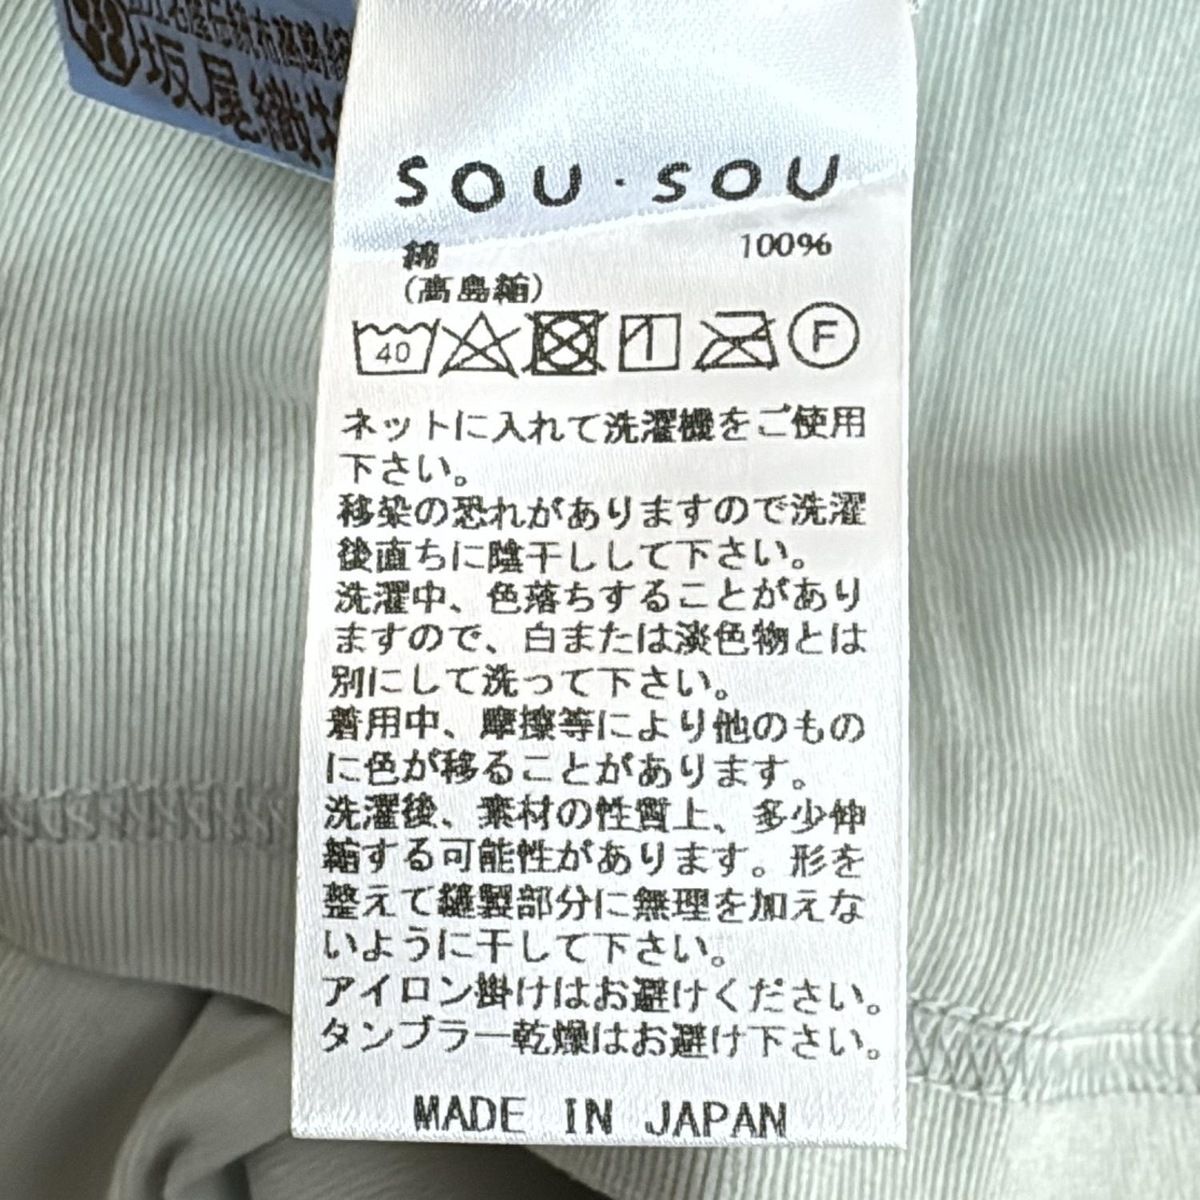 坂尾織
SOU・SOU
綿 100%
(高島縮)
40
F
ネットに入れて洗濯機をご使用
下さい。
移染の恐れがありますので洗濯
後直ちに陰干しして下さい。
洗濯中、色落ちすることがあり
ますので、白または淡色物とは
別にして洗って下さい。
着用中、摩擦等により他のもの
に色が移ることがあります。
洗濯後、素材の性質上、多少伸
縮する可能性があります。形を
整えて縫製部分に無理を加えな
いように干して下さい。
アイロン掛けはお避けください。
タンブラー乾燥はお避け下さい。
MADE IN JAPAN